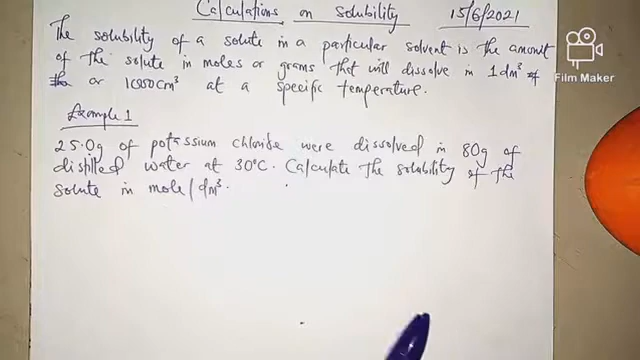 Calculations on Solubility 15/6/2021
The solubility of a solute in a particular solvent is the amount
of the solute in moles or grams that will dissolve in 1dm³ of
or 1000cm³ at a specific temperature.
Film Maker
Example 1
25.0g of potassium chloride were dissolved in 80g of
distilled water at 30°C. Calculate the solubility of the
solute in mole/dm³.